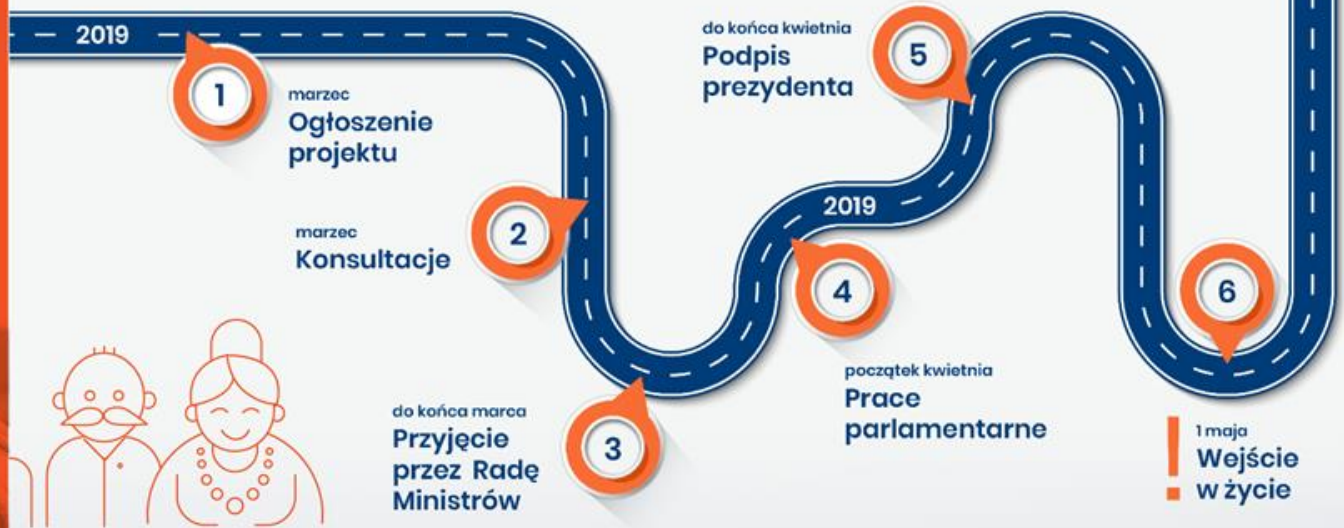 2019
1
marzec
Ogłoszenie
projektu
2
marzec
Konsultacje
3
do końca marca
Przyjęcie
przez Radę
Ministrów
2019
4
początek kwietnia
Prace
parlamentarne
5
do końca kwietnia
Podpis
prezydenta
6
! 1 maja
Wejście
w życie